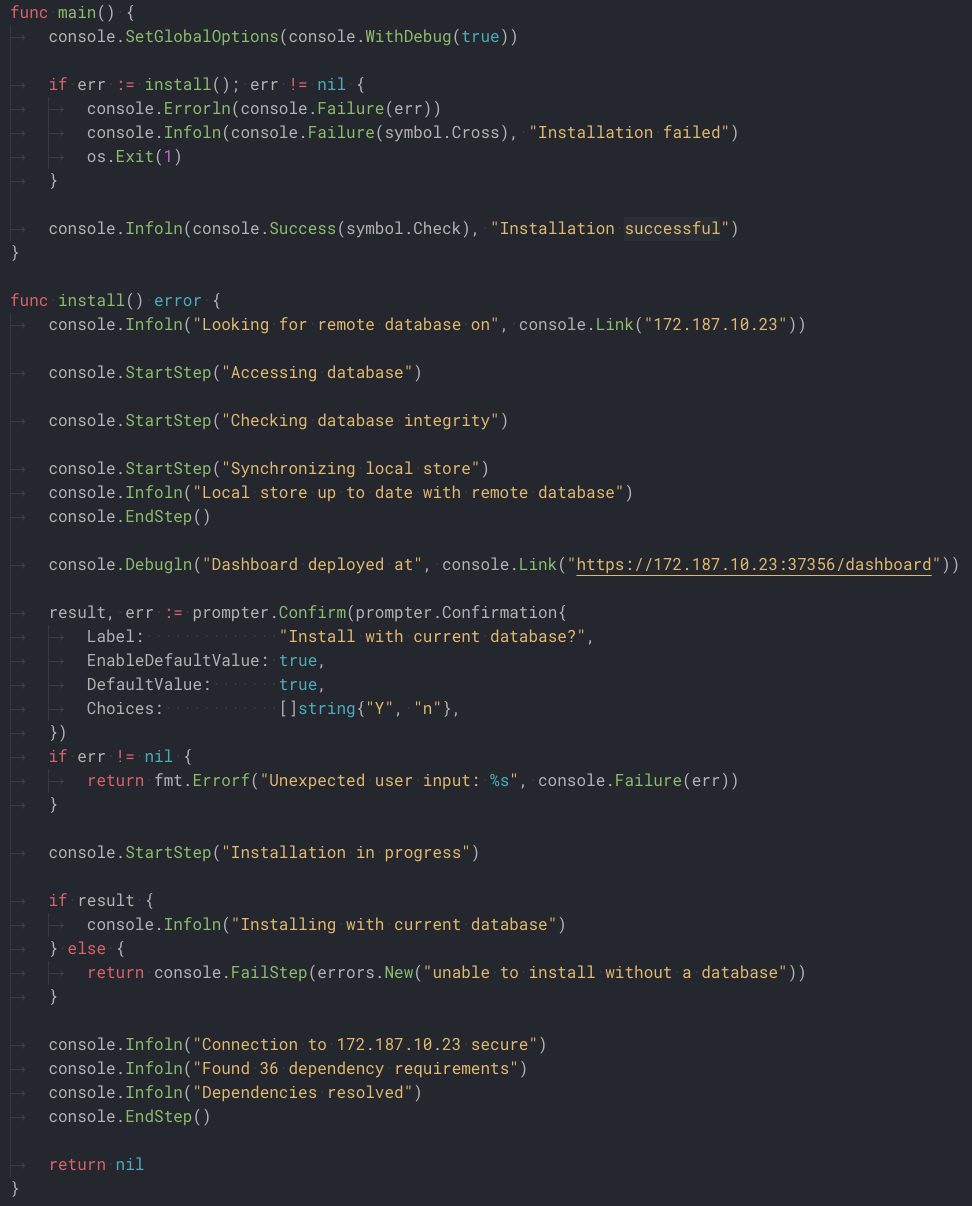 func main() {
    console.SetGlobalOptions(console.WithDebug(true))

    if err := install(); err != nil {
        console.Errorln(console.Failure(err))
        console.Infoln(console.Failure(symbol.Cross), "Installation failed")
        os.Exit(1)
    }

    console.Infoln(console.Success(symbol.Check), "Installation successful")
}

func install() error {
    console.Infoln("Looking for remote database on", console.Link("172.187.10.23"))

    console.StartStep("Accessing database")

    console.StartStep("Checking database integrity")

    console.StartStep("Synchronizing local store")
    console.Infoln("Local store up to date with remote database")
    console.EndStep()

    console.Debugln("Dashboard deployed at", console.Link("https://172.187.10.23:37356/dashboard"))

    result, err := prompter.Confirm(prompter.Confirmation{
        Label:              "Install with current database?",
        EnableDefaultValue: true,
        DefaultValue:       true,
        Choices:            []string{"Y", "n"},
    })
    if err != nil {
        return fmt.Errorf("Unexpected user input: %s", console.Failure(err))
    }

    console.StartStep("Installation in progress")

    if result {
        console.Infoln("Installing with current database")
    } else {
        return console.FailStep(errors.New("unable to install without a database"))
    }

    console.Infoln("Connection to 172.187.10.23 secure")
    console.Infoln("Found 36 dependency requirements")
    console.Infoln("Dependencies resolved")
    console.EndStep()

    return nil
}